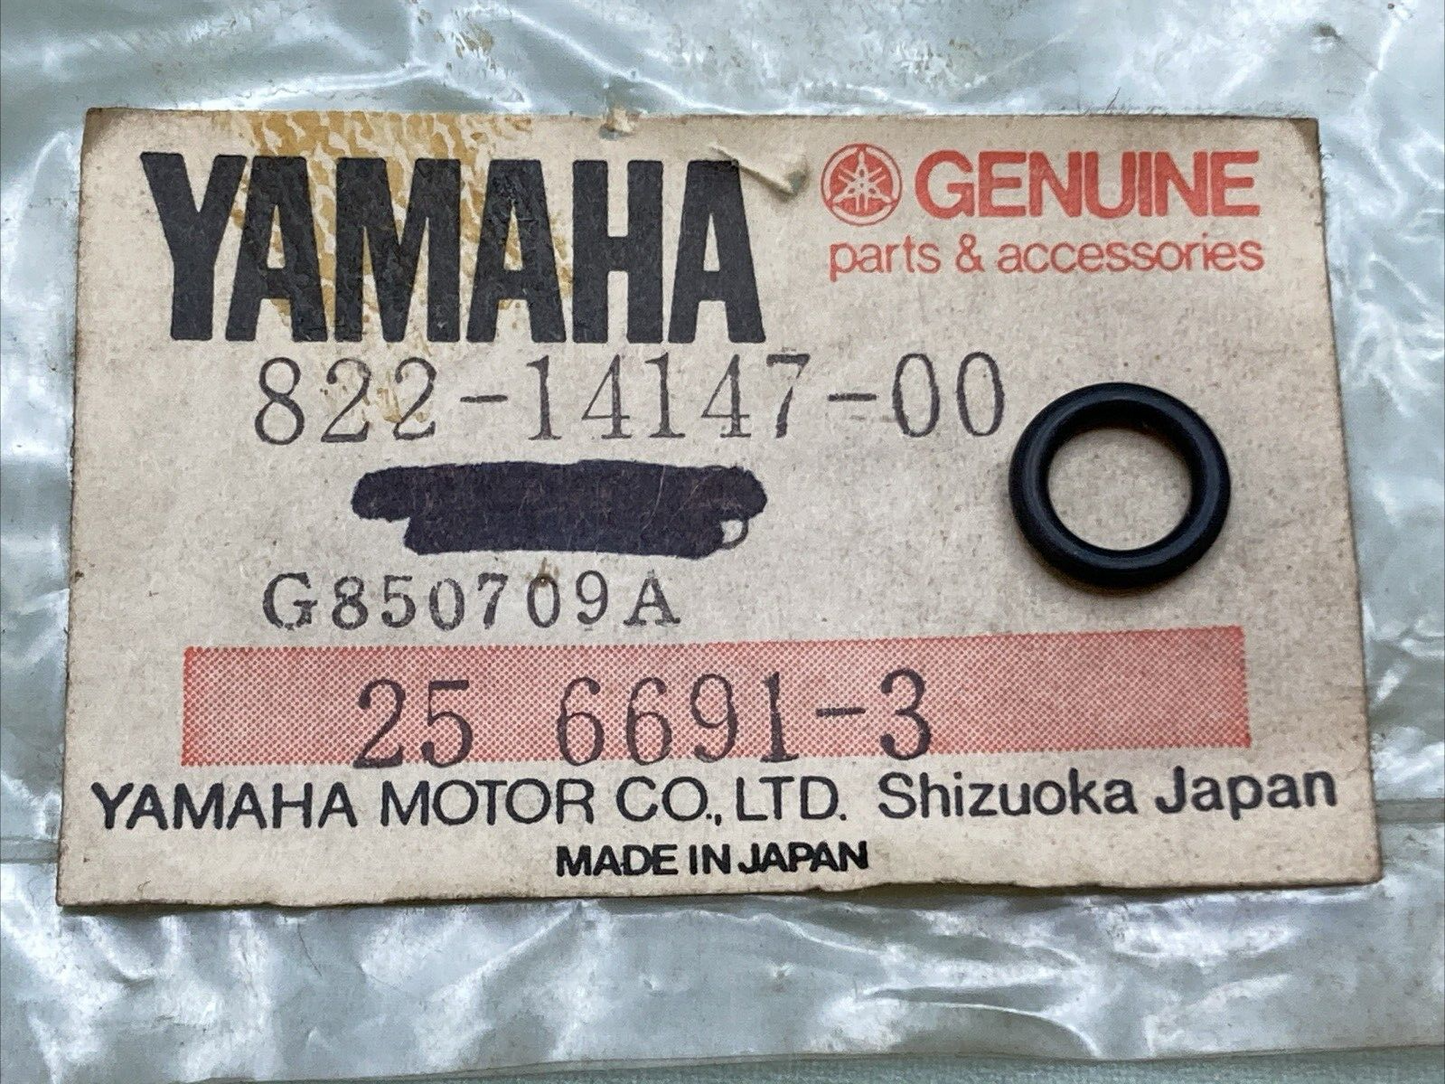 YAMAHA
GENUINE
parts & accessories
822-14147-00
G850709A
25 6691-3
YAMAHA MOTOR CO., LTD. Shizuoka Japan
MADE IN JAPAN